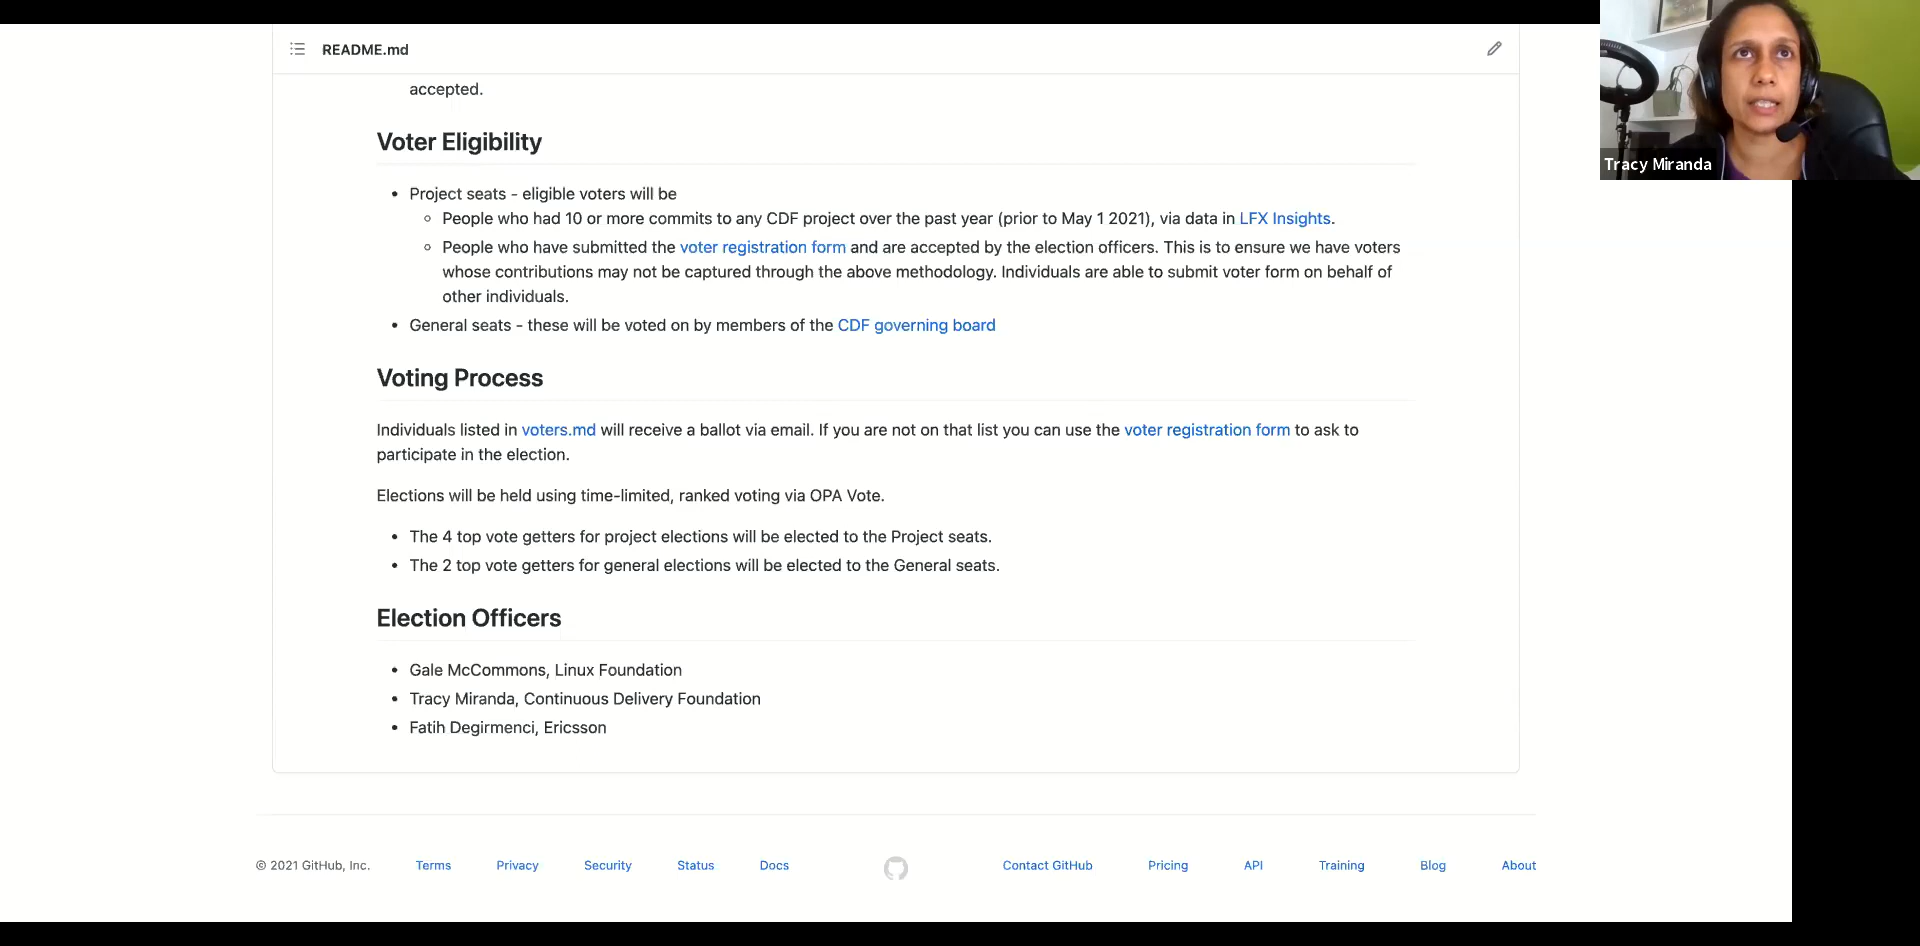 README.md
accepted.
Voter Eligibility
Project seats - eligible voters will be
People who had 10 or more commits to any CDF project over the past year (prior to May 1 2021), via data in LFX Insights.
People who have submitted the voter registration form and are accepted by the election officers. This is to ensure we have voters
whose contributions may not be captured through the above methodology. Individuals are able to submit voter form on behalf of
other individuals.
General seats - these will be voted on by members of the CDF governing board
Voting Process
Individuals listed in voters.md will receive a ballot via email. If you are not on that list you can use the voter registration form to ask to
participate in the election.
Elections will be held using time-limited, ranked voting via OPA Vote.
The 4 top vote getters for project elections will be elected to the Project seats.
The 2 top vote getters for general elections will be elected to the General seats.
Election Officers
Gale McCommons, Linux Foundation
Tracy Miranda, Continuous Delivery Foundation
Fatih Degirmenci, Ericsson
© 2021 GitHub, Inc. Terms Privacy Security Status Docs Contact GitHub Pricing API Training Blog About
Tracy Miranda